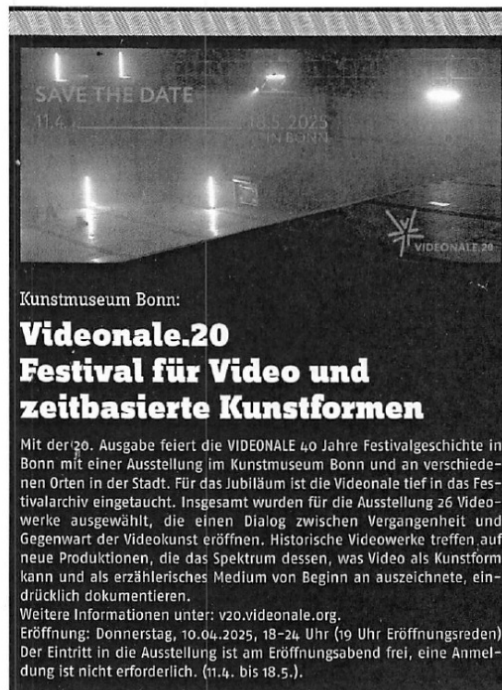 SAVE THE DATE
11.4. 18.5.2025
IN BONN
VIDEONALE.20
Kunstmuseum Bonn:
Videonale.20
Festival für Video und
zeitbasierte Kunstformen
Mit der 20. Ausgabe feiert die VIDEONALE 40 Jahre Festivalgeschichte in
Bonn mit einer Ausstellung im Kunstmuseum Bonn und an verschiede-
nen Orten in der Stadt. Für das Jubiläum ist die Videonale tief in das Fes-
tivalarchiv eingetaucht. Insgesamt wurden für die Ausstellung 26 Video-
werke ausgewählt, die einen Dialog zwischen Vergangenheit und
Gegenwart der Videokunst eröffnen. Historische Videowerke treffen auf
neue Produktionen, die das Spektrum dessen, was Video als Kunstform
kann und als erzählerisches Medium von Beginn an auszeichnete, ein-
drücklich dokumentieren.
Weitere Informationen unter: v20.videonale.org.
Eröffnung: Donnerstag, 10.04.2025, 18-24 Uhr (19 Uhr Eröffnungsreden)
Der Eintritt in die Ausstellung ist am Eröffnungsabend frei, eine Anmel-
dung ist nicht erforderlich. (11.4. bis 18.5.).